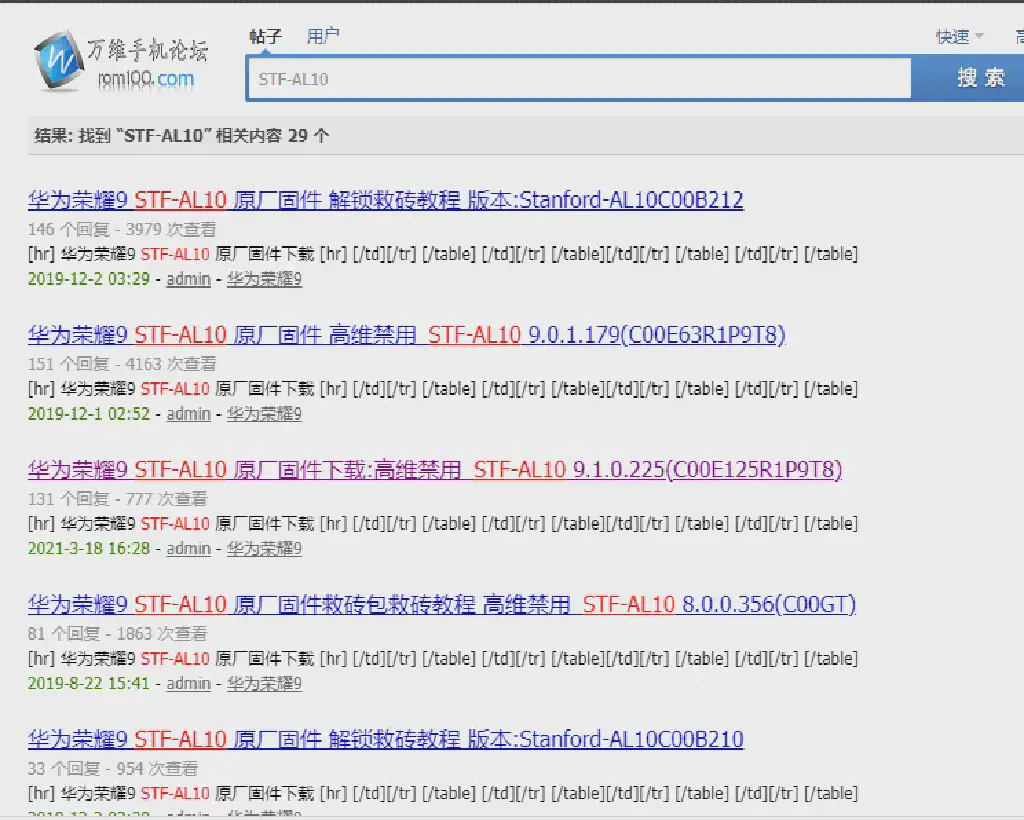 帖子 用户 快速
万维手机论坛
rom100.com
STF-AL10
搜 索
结果: 找到 “STF-AL10” 相关内容 29 个
华为荣耀9 STF-AL10 原厂固件 解锁救砖教程 版本:Stanford-AL10C00B212
146 个回复 - 3979 次查看
[hr] 华为荣耀9 STF-AL10 原厂固件下载 [hr] [/td][/tr] [/table] [/td][/tr] [/table][/td][/tr] [/table] [/td][/tr] [/table]
2019-12-2 03:29 - admin - 华为荣耀9
华为荣耀9 STF-AL10 原厂固件 高维禁用 STF-AL10 9.0.1.179(C00E63R1P9T8)
151 个回复 - 4163 次查看
[hr] 华为荣耀9 STF-AL10 原厂固件下载 [hr] [/td][/tr] [/table] [/td][/tr] [/table][/td][/tr] [/table] [/td][/tr] [/table]
2019-12-1 02:52 - admin - 华为荣耀9
华为荣耀9 STF-AL10 原厂固件下载:高维禁用 STF-AL10 9.1.0.225(C00E125R1P9T8)
131 个回复 - 777 次查看
[hr] 华为荣耀9 STF-AL10 原厂固件下载 [hr] [/td][/tr] [/table] [/td][/tr] [/table][/td][/tr] [/table] [/td][/tr] [/table]
2021-3-18 16:28 - admin - 华为荣耀9
华为荣耀9 STF-AL10 原厂固件救砖包救砖教程 高维禁用 STF-AL10 8.0.0.356(C00GT)
81 个回复 - 1863 次查看
[hr] 华为荣耀9 STF-AL10 原厂固件下载 [hr] [/td][/tr] [/table] [/td][/tr] [/table][/td][/tr] [/table] [/td][/tr] [/table]
2019-8-22 15:41 - admin - 华为荣耀9
华为荣耀9 STF-AL10 原厂固件 解锁救砖教程 版本:Stanford-AL10C00B210
33 个回复 - 954 次查看
[hr] 华为荣耀9 STF-AL10 原厂固件下载 [hr] [/td][/tr] [/table] [/td][/tr] [/table][/td][/tr] [/table] [/td][/tr] [/table]